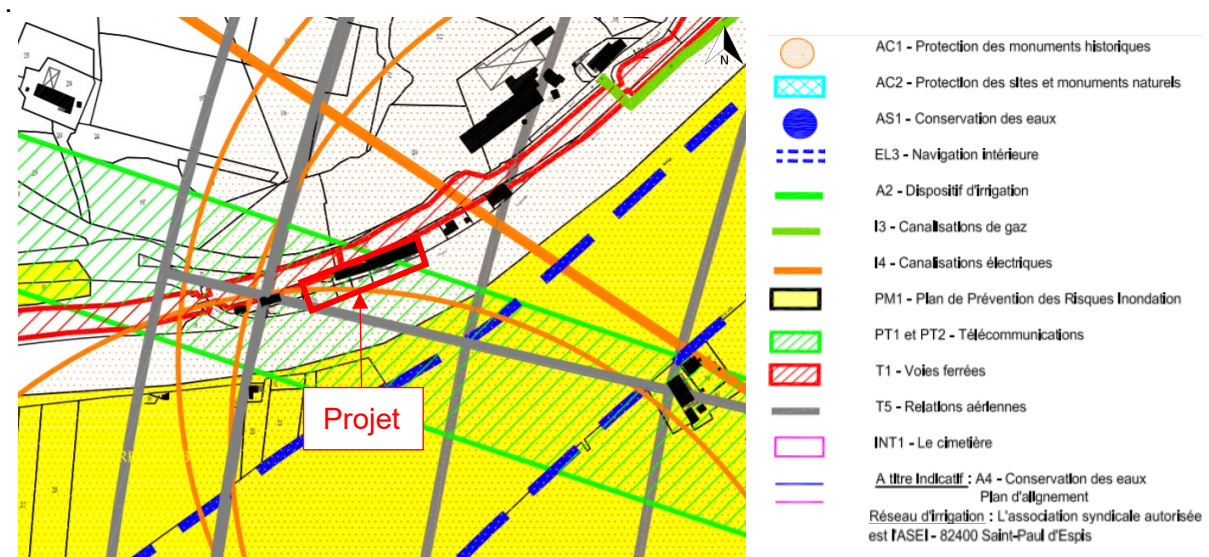 .
N
Projet
AC1 - Protection des monuments historiques
AC2 - Protection des sites et monuments naturels
AS1 - Conservation des eaux
EL3 - Navigation intérieure
A2 - Dispositif d'irrigation
I3 - Canalisations de gaz
I4 - Canalisations électriques
PM1 - Plan de Prévention des Risques Inondation
PT1 et PT2 - Télécommunications
T1 - Voies ferrées
T5 - Relations aériennes
INT1 - Le cimetière
A titre Indicatif : A4 - Conservation des eaux
Plan d'alignement
Réseau d'irrigation : L'association syndicale autorisée
est l'ASEI - 82400 Saint-Paul d'Espis